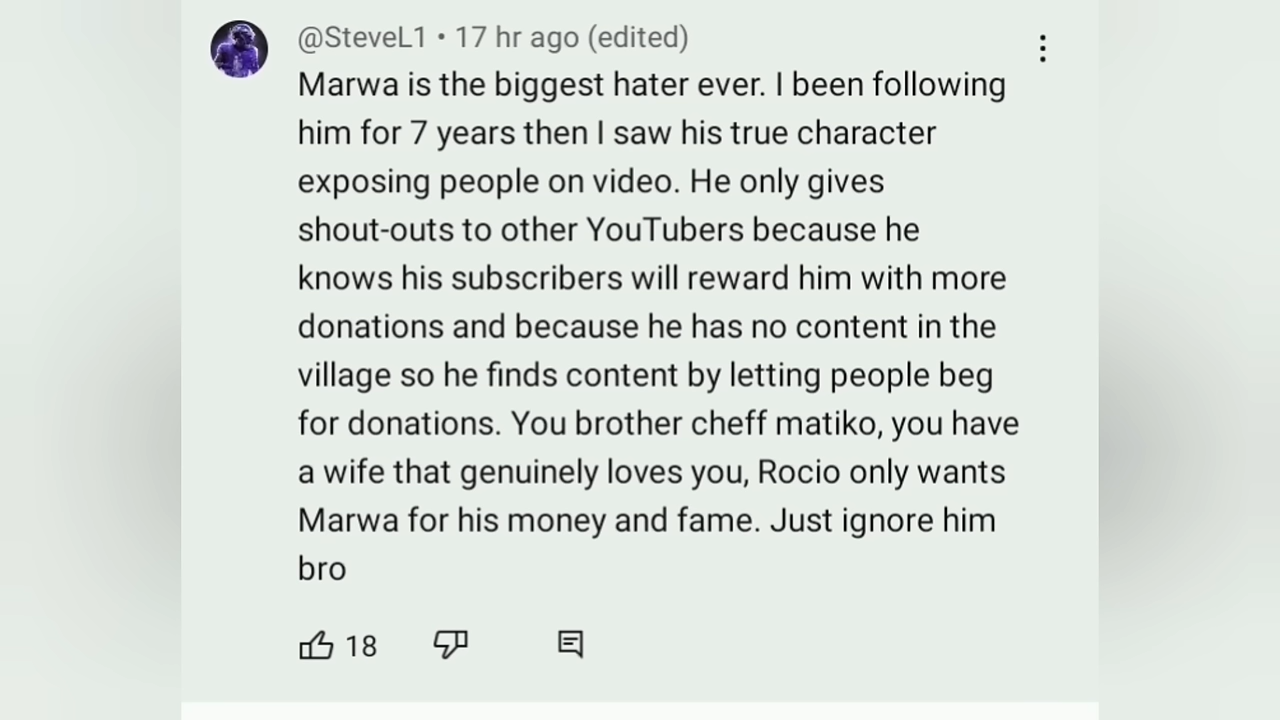 @SteveL1 • 17 hr ago (edited)
Marwa is the biggest hater ever. I been following
him for 7 years then I saw his true character
exposing people on video. He only gives
shout-outs to other YouTubers because he
knows his subscribers will reward him with more
donations and because he has no content in the
village so he finds content by letting people beg
for donations. You brother cheff matiko, you have
a wife that genuinely loves you, Rocio only wants
Marwa for his money and fame. Just ignore him
bro
18